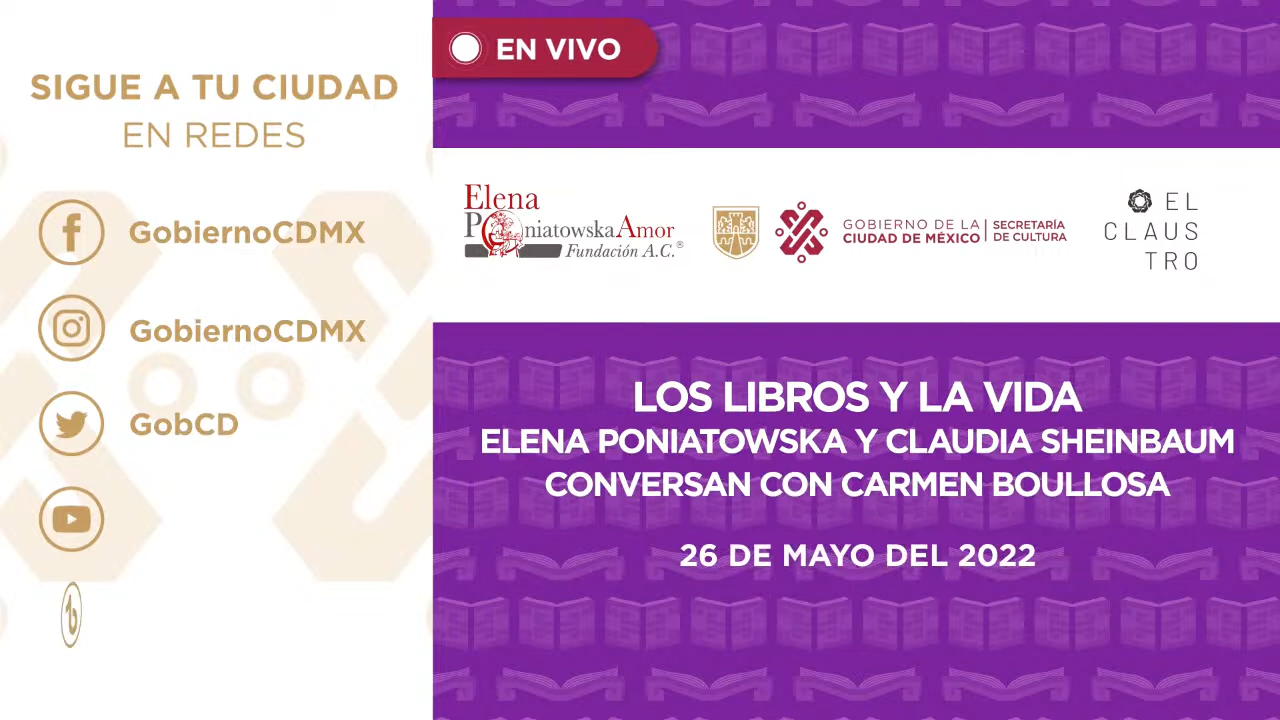 SIGUE A TU CIUDAD
EN REDES
GobiernoCDMX
GobiernoCDMX
GobCD
EN VIVO
Elena
PoniatowskaAmor
Fundación A.C.®
GOBIERNO DE LA
CIUDAD DE MÉXICO
SECRETARÍA
DE CULTURA
EL
CLAUS
TRO
LOS LIBROS Y LA VIDA
ELENA PONIATOWSKA Y CLAUDIA SHEINBAUM
CONVERSAN CON CARMEN BOULLOSA
26 DE MAYO DEL 2022